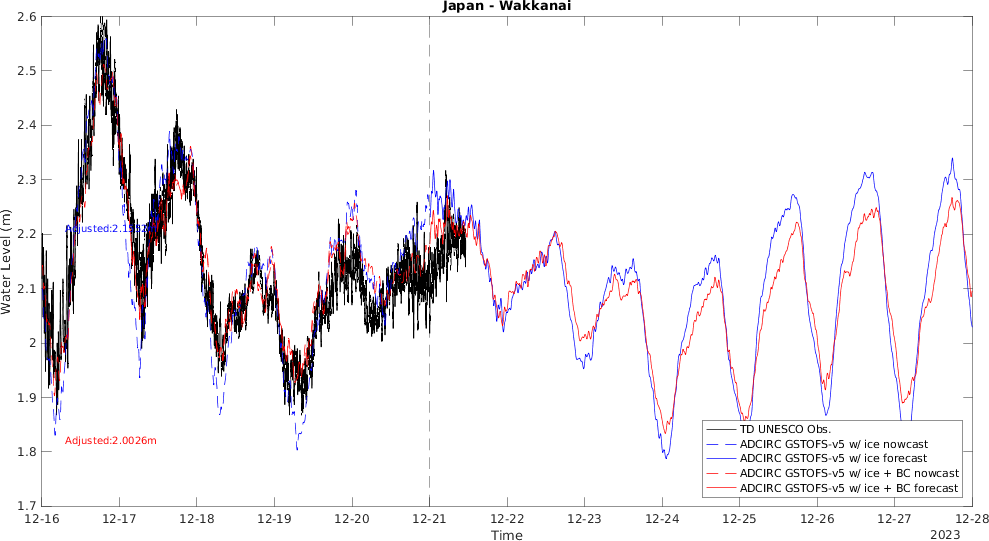 Japan - Wakkanai
Water Level (m)
2.6
2.5
2.4
2.3
2.2
2.1
2
1.9
1.8
1.7
Adjusted:2.0026m
TD UNESCO Obs.
ADCIRC GSTOFS-v5 w/ ice nowcast
ADCIRC GSTOFS-v5 w/ ice forecast
ADCIRC GSTOFS-v5 w/ ice + BC nowcast
ADCIRC GSTOFS-v5 w/ ice + BC forecast
12-16 12-17 12-18 12-19 12-20 12-21 12-22 12-23 12-24 12-25 12-26 12-27 12-28
Time
2023